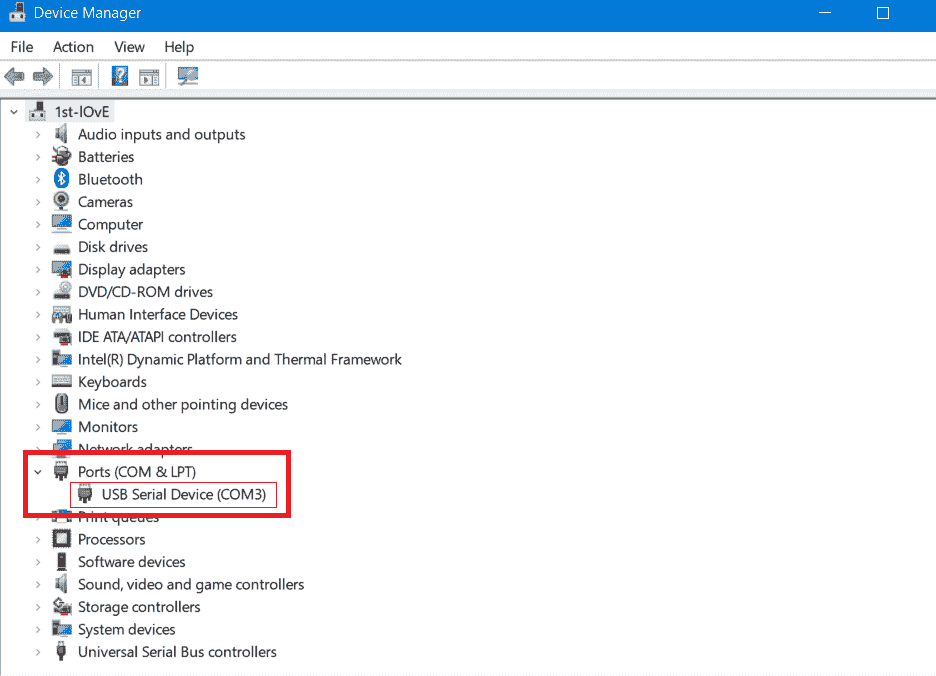 Device Manager
File Action View Help
1st-lOvE
Audio inputs and outputs
Batteries
Bluetooth
Cameras
Computer
Disk drives
Display adapters
DVD/CD-ROM drives
Human Interface Devices
IDE ATA/ATAPI controllers
Intel(R) Dynamic Platform and Thermal Framework
Keyboards
Mice and other pointing devices
Monitors
Network adapters
Ports (COM & LPT)
USB Serial Device (COM3)
Print queues
Processors
Software devices
Sound, video and game controllers
Storage controllers
System devices
Universal Serial Bus controllers